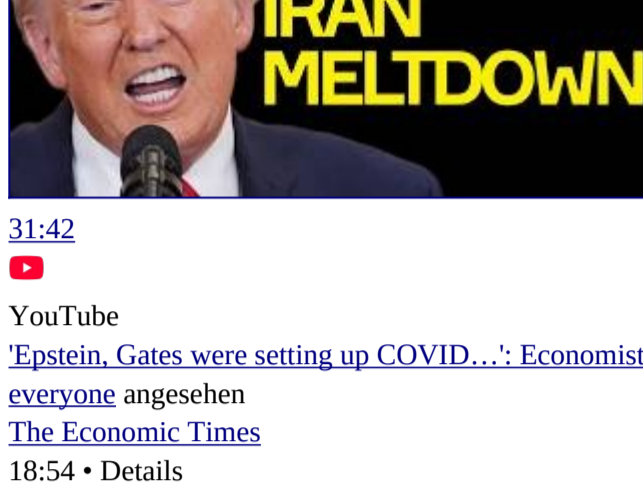 IRAN
MELTDOWN
31:42
YouTube
'Epstein, Gates were setting up COVID…': Economist
everyone angesehen
The Economic Times
18:54 • Details